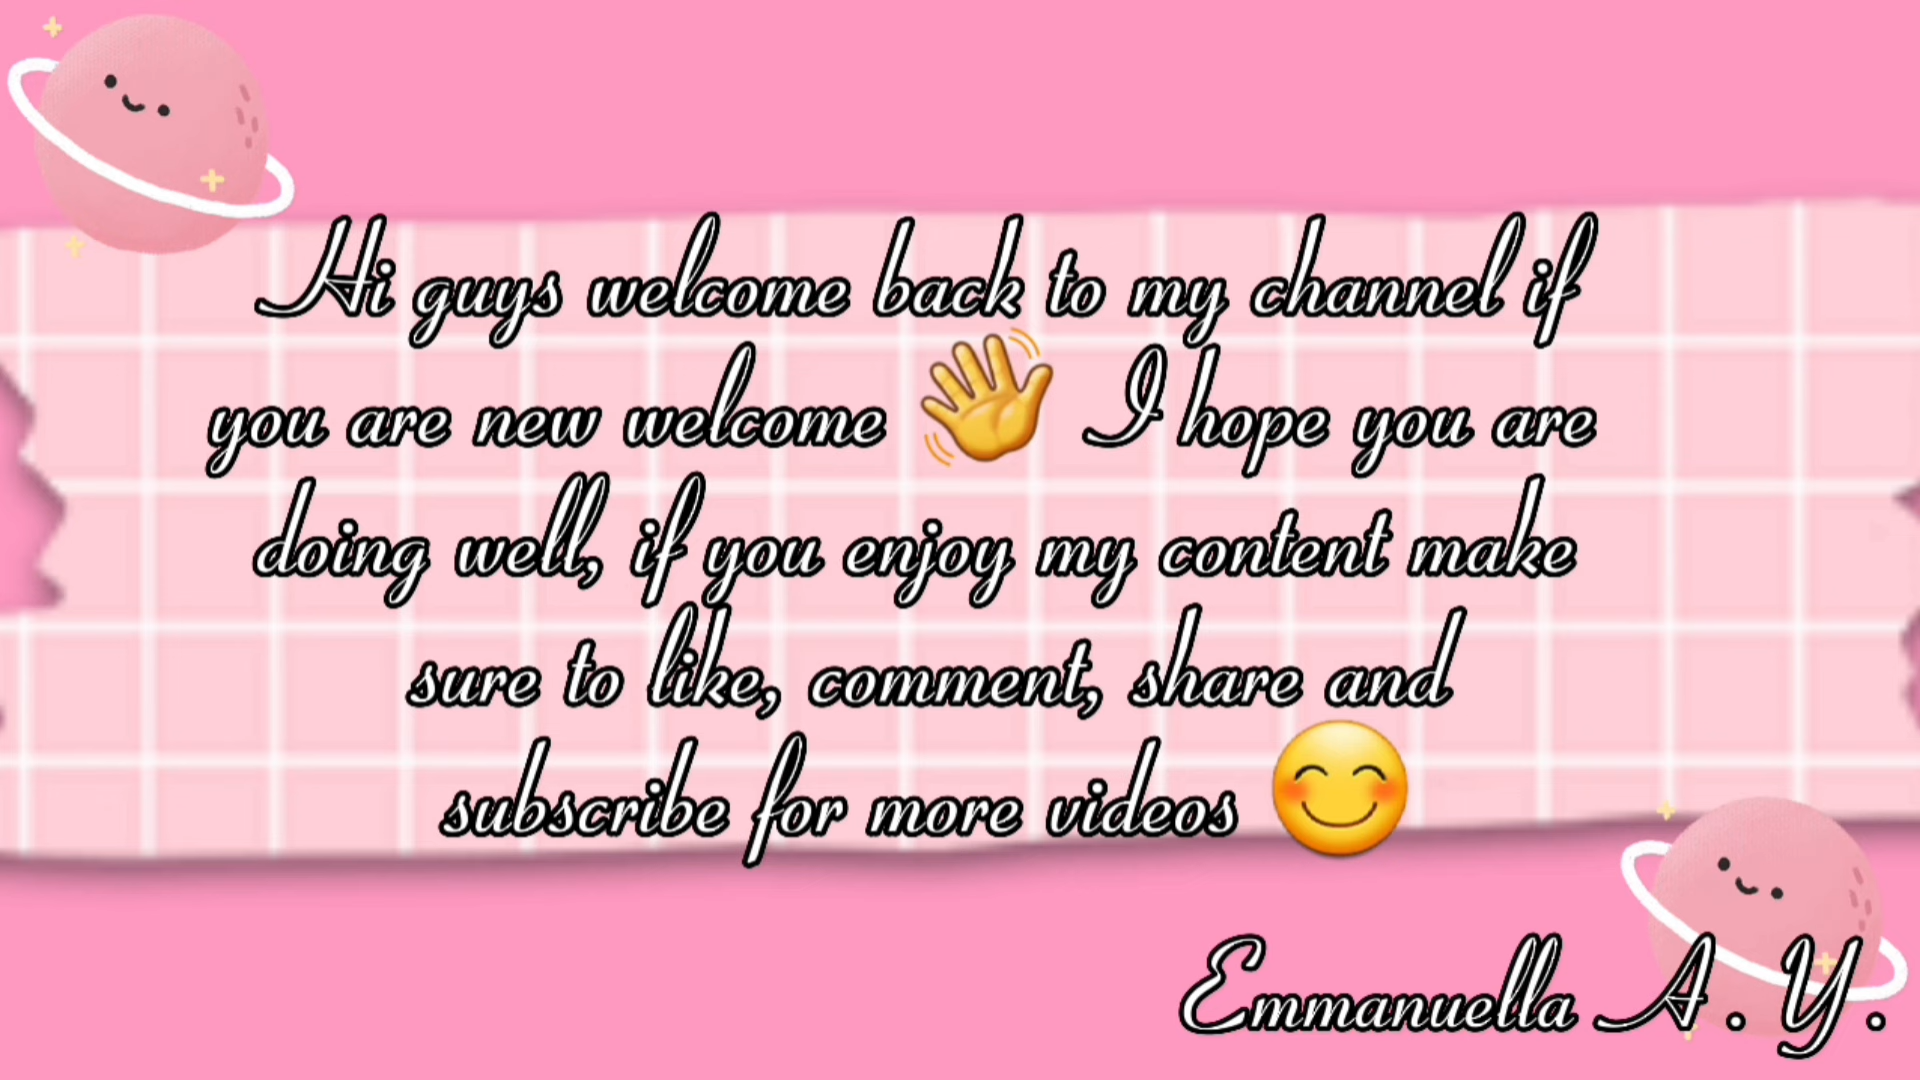 Hi guys welcome back to my channel if
you are new welcome 👋 I hope you are
doing well, if you enjoy my content make
sure to like, comment, share and
subscribe for more videos 😊
Emmanuella A . Y .